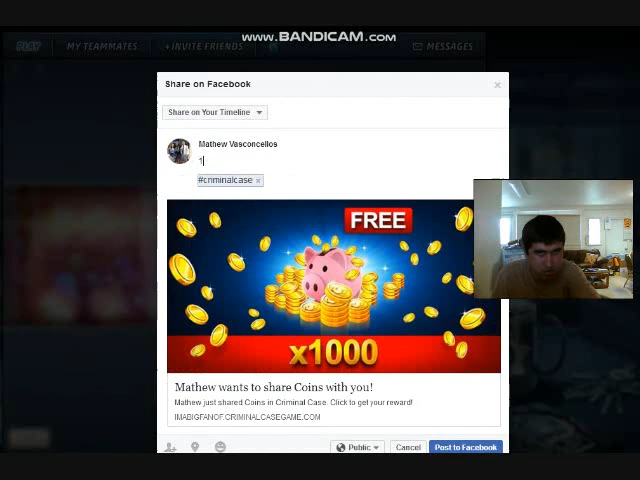 www.BANDICAM.com
PLAY
MY TEAMMATES
+INVITE FRIENDS
MESSAGES
Share on Facebook
Share on Your Timeline
Mathew Vasconcellos
1
#criminalcase ×
FREE
x1000
Mathew wants to share Coins with you!
Mathew just shared Coins in Criminal Case. Click to get your reward!
IMABIGFANOF.CRIMINALCASEGAME.COM
Public
Cancel
Post to Facebook